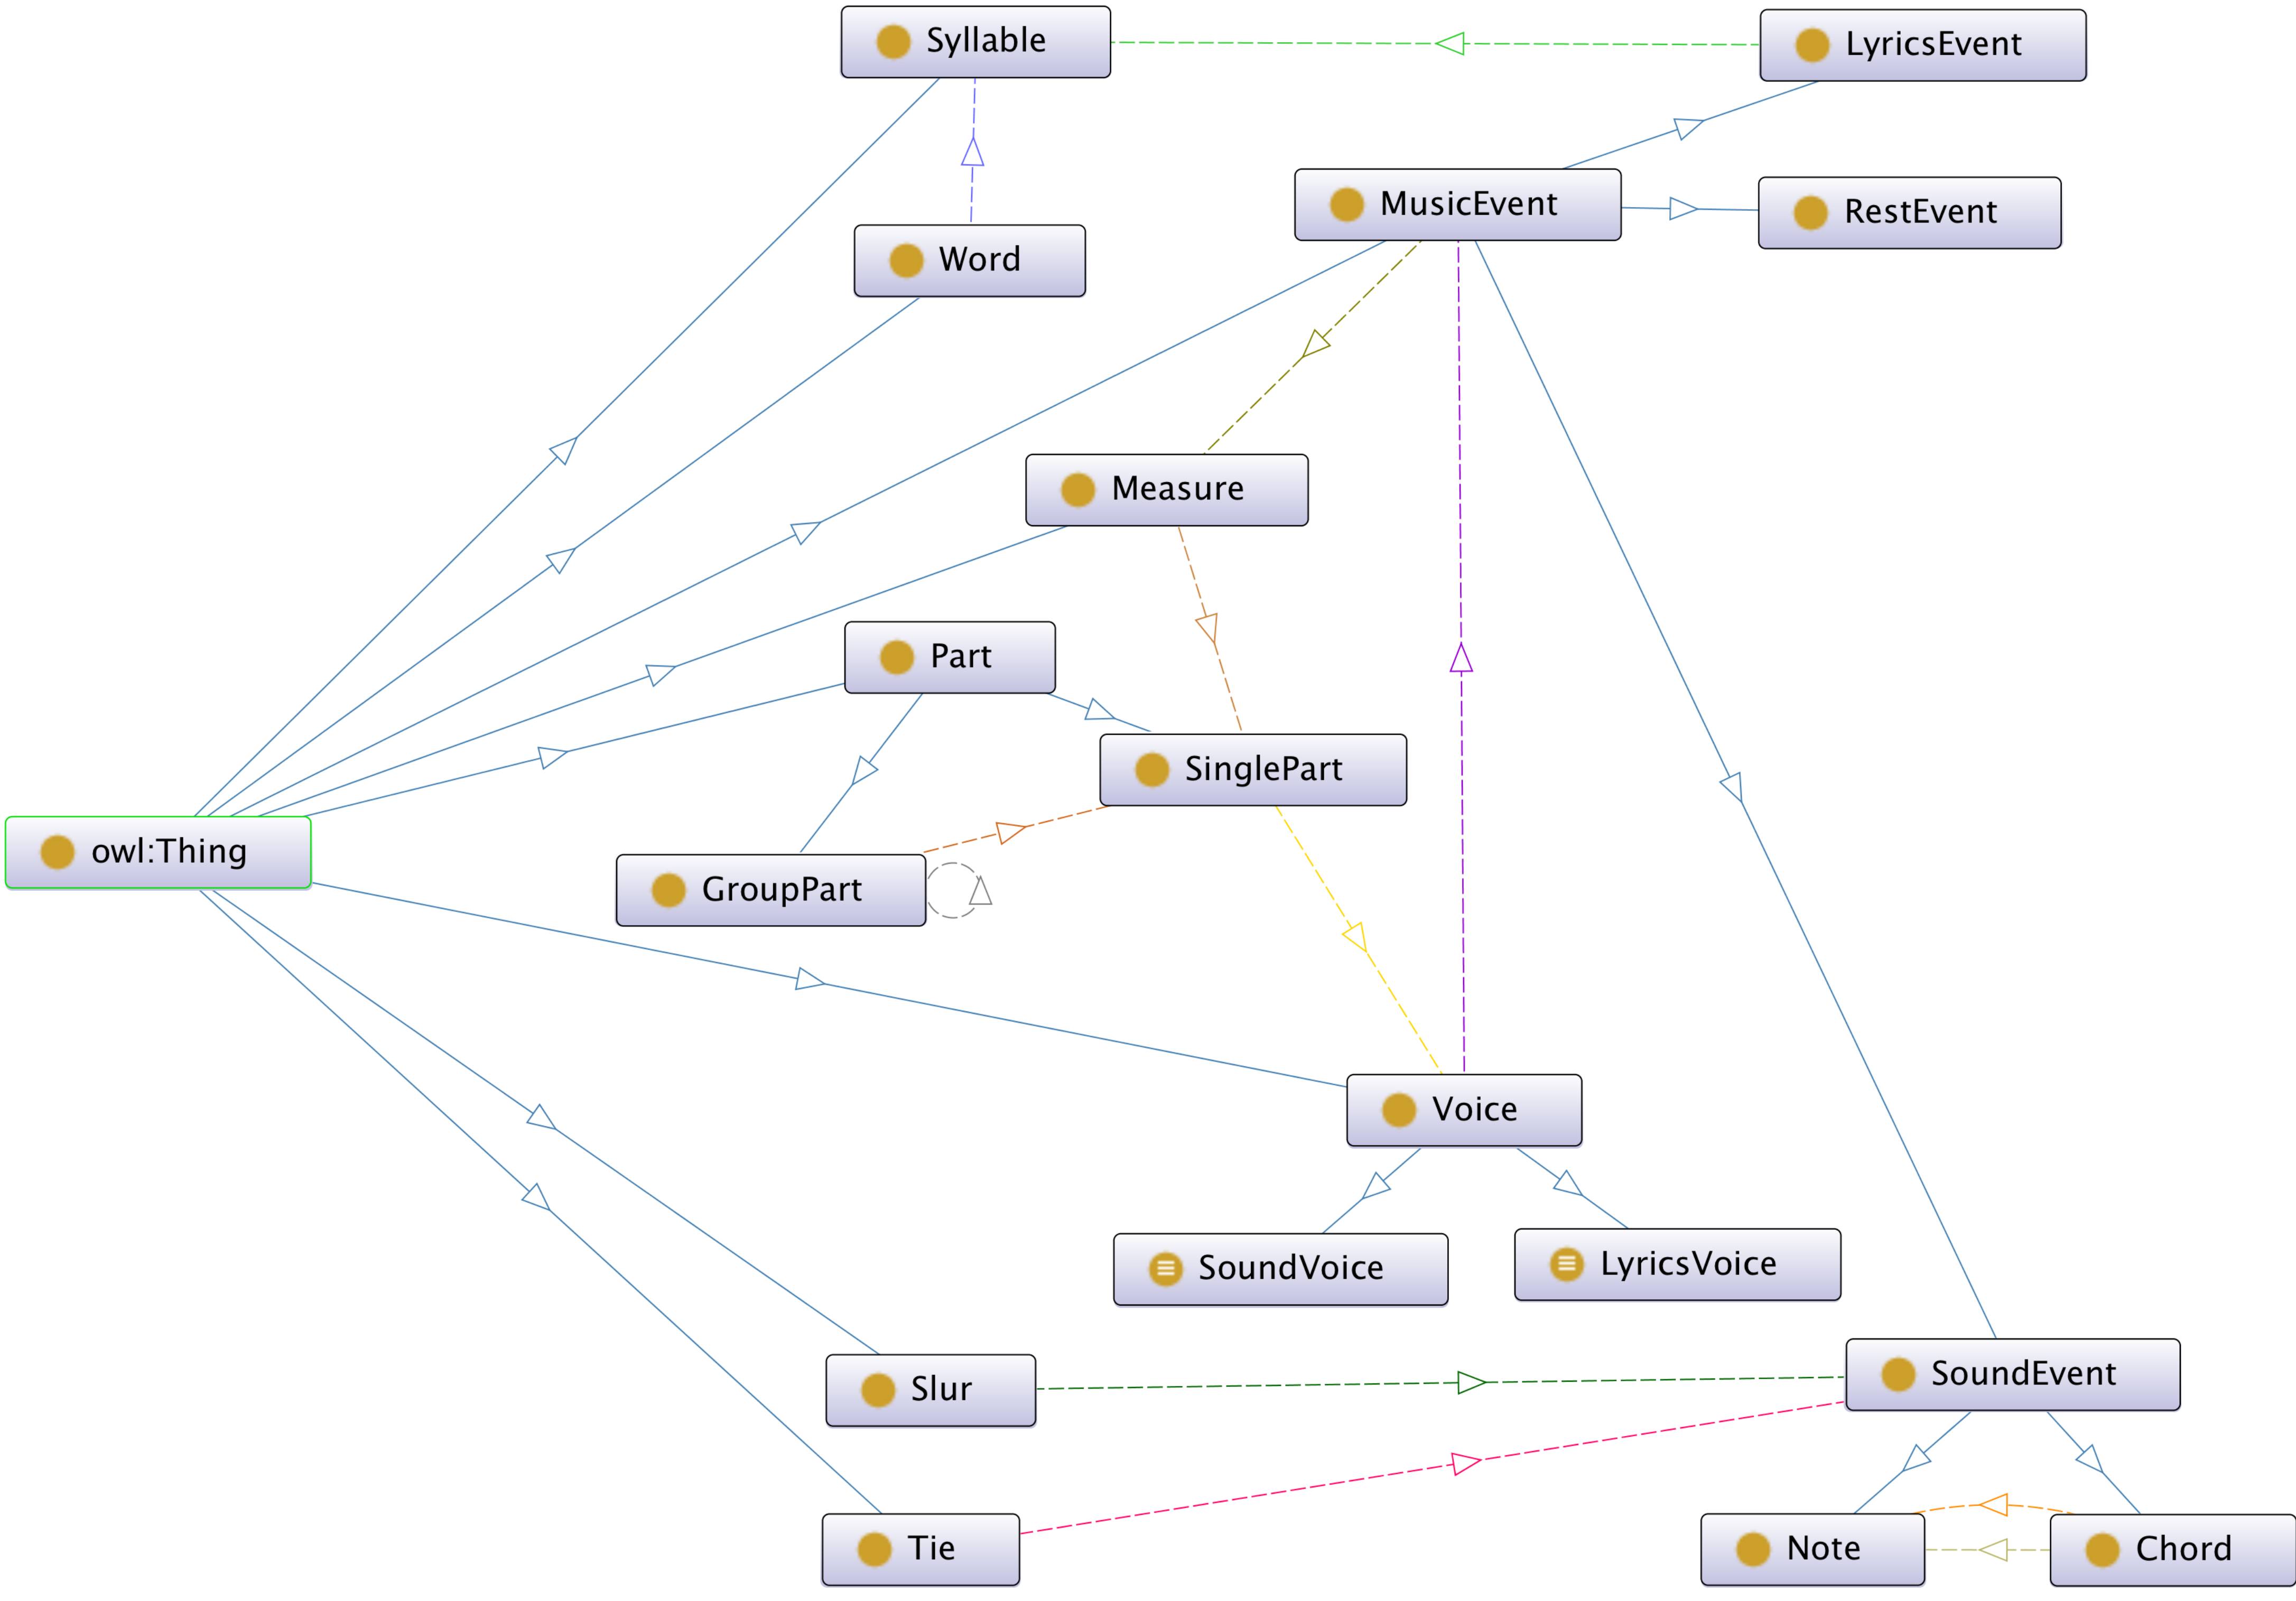 Syllable
LyricsEvent
MusicEvent
RestEvent
Word
Measure
Part
SinglePart
owl:Thing
GroupPart
Voice
SoundVoice
LyricsVoice
Slur
SoundEvent
Tie
Note
Chord